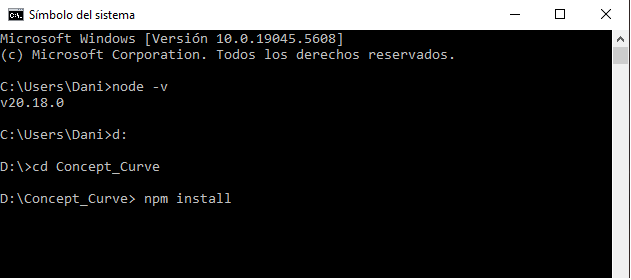 Símbolo del sistema
Microsoft Windows [Versión 10.0.19045.5608]
(c) Microsoft Corporation. Todos los derechos reservados.
C:\Users\Dani>node -v
v20.18.0
C:\Users\Dani>d:
D:\>cd Concept_Curve
D:\Concept_Curve> npm install